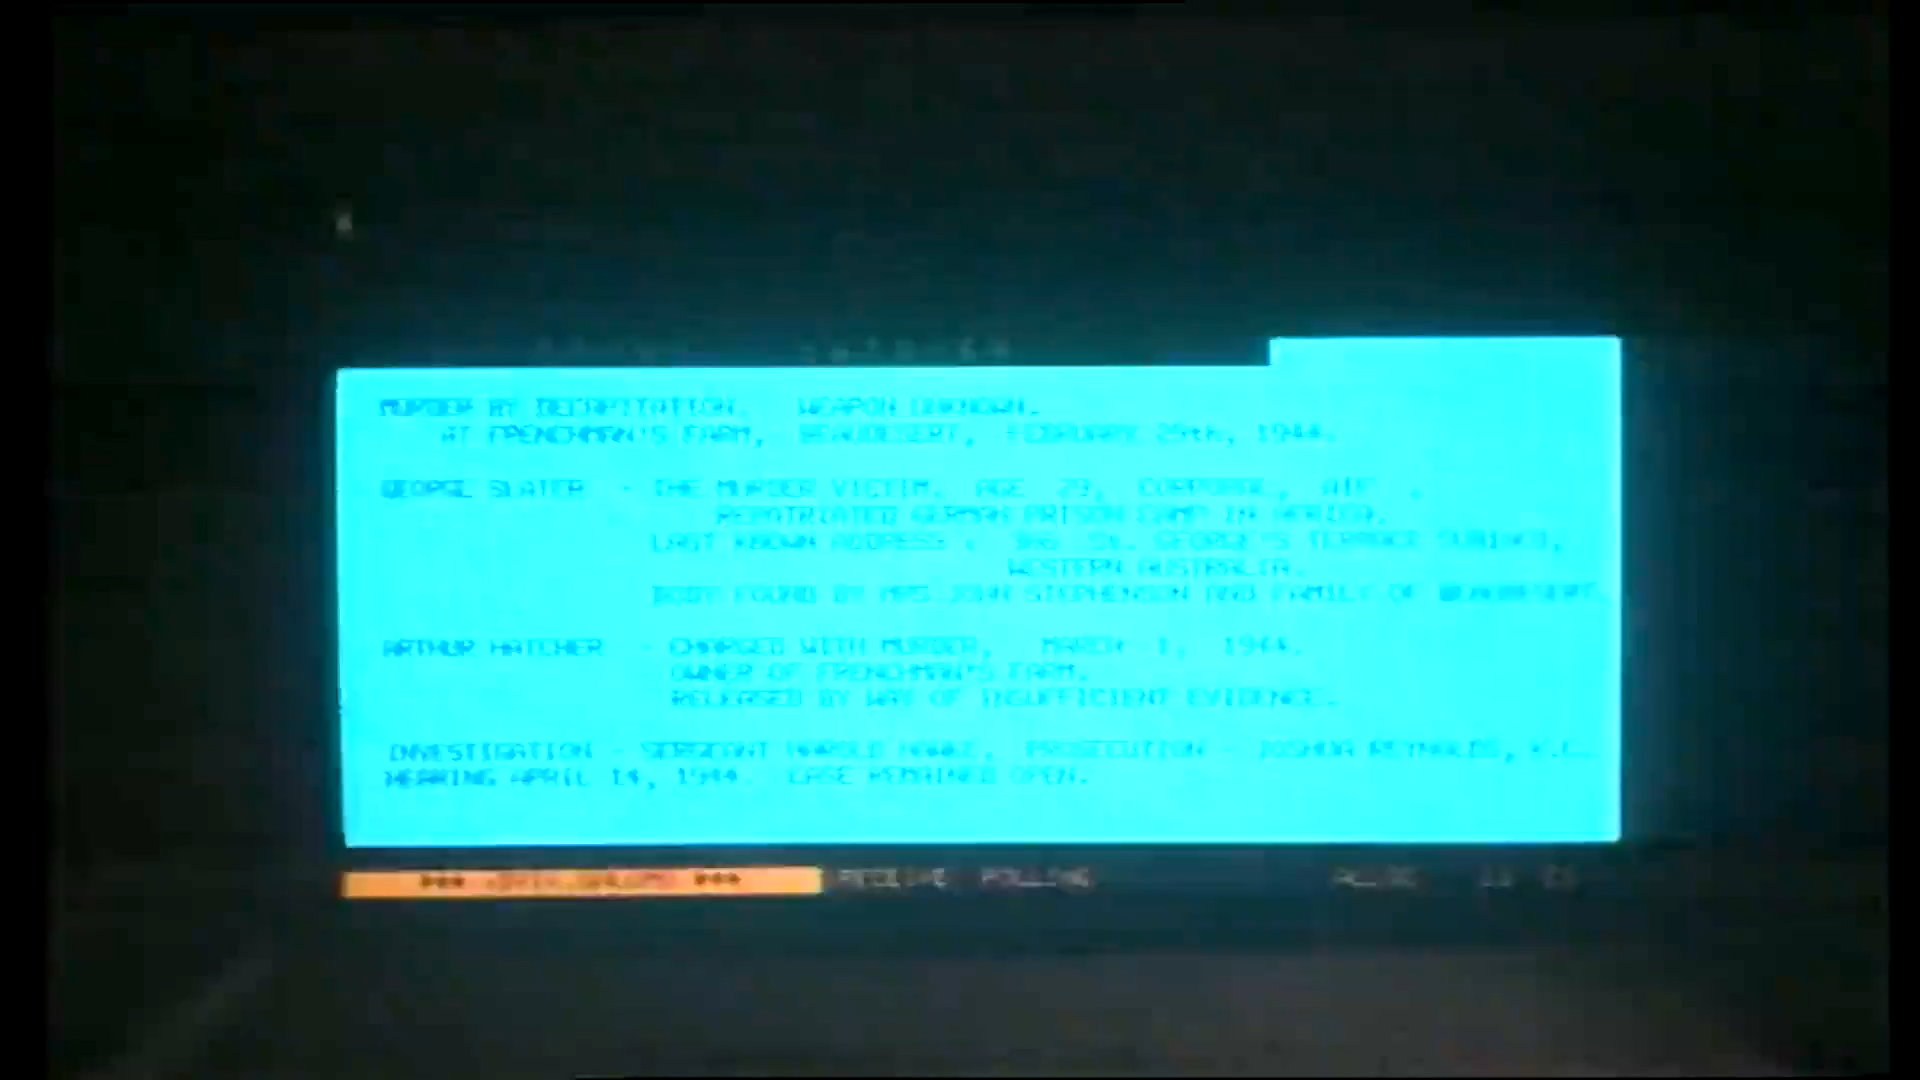 MURDER BY DECAPITATION. WEAPON UNKNOWN.
AT FRENCHMAN'S FARM, BEAUDESERT, FEBRUARY 29th, 1944.
GEORGE SLATER - THE MURDER VICTIM, AGE 29, CORPORAL, AIF.
REPATRIATED GERMAN PRISON CAMP IN AFRICA.
LAST KNOWN ADDRESS, St. GEORGE'S TERRACE SUBIACO,
WESTERN AUSTRALIA.
BODY FOUND BY MRS JOHN STEPHENSON AND FAMILY OF BEAUDESERT.
ARTHUR HATCHER - CHARGED WITH MURDER, MARCH 1, 1944.
OWNER OF FRENCHMAN'S FARM.
RELEASED BY WAY OF INSUFFICIENT EVIDENCE.
INVESTIGATION - SERGEANT HAROLD HAWKE, PROSECUTION - JOSHUA REYNOLDS, K.C.
HEARING APRIL 14, 1944. CASE REMAINED OPEN.
RECEIVE POLLING